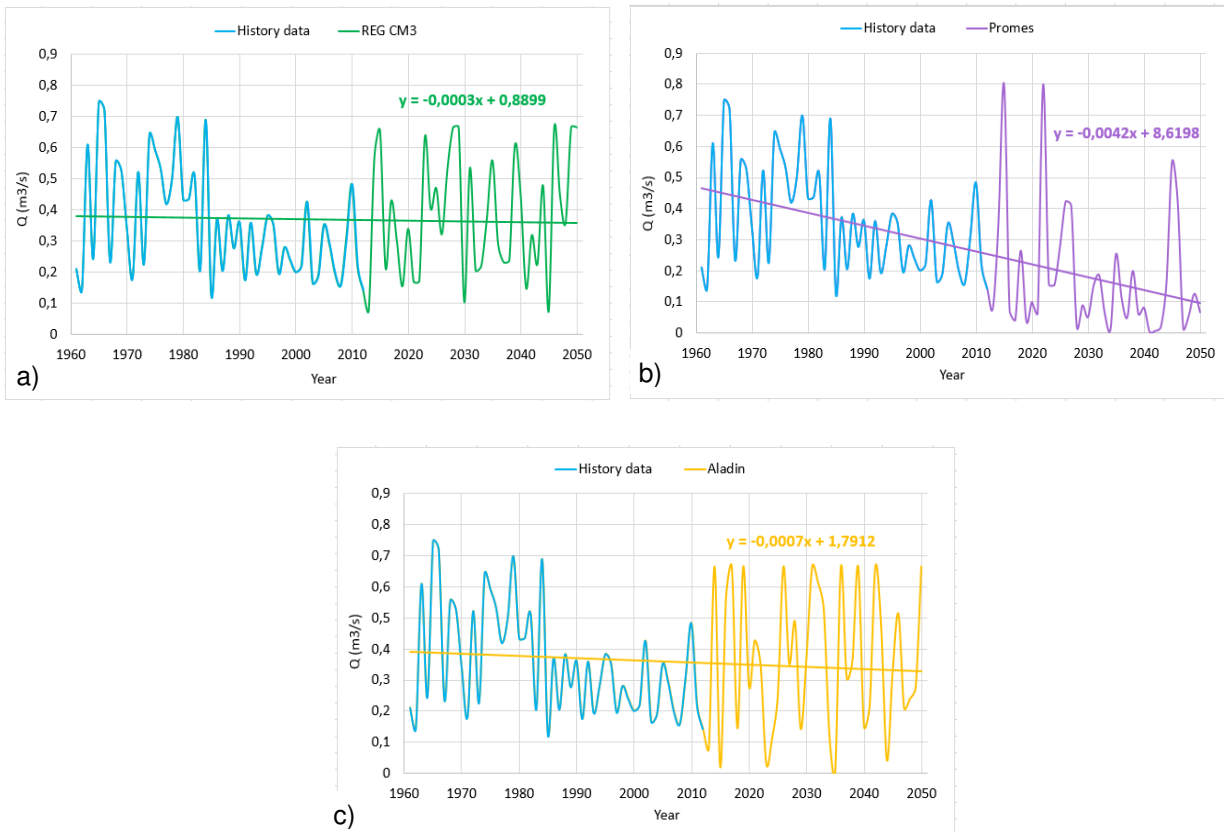 History data REG CM3
0,9
0,8
0,7
0,6
0,5
0,4
0,3
0,2
0,1
0
Q (m3/s)
y = -0,0003x + 0,8899
1960 1970 1980 1990 2000 2010 2020 2030 2040 2050
Year
a)
History data Promes
0,9
0,8
0,7
0,6
0,5
0,4
0,3
0,2
0,1
0
Q (m3/s)
y = -0,0042x + 8,6198
1960 1970 1980 1990 2000 2010 2020 2030 2040 2050
Year
b)
History data Aladin
0,9
0,8
0,7
0,6
0,5
0,4
0,3
0,2
0,1
0
Q (m3/s)
y = -0,0007x + 1,7912
1960 1970 1980 1990 2000 2010 2020 2030 2040 2050
Year
c)